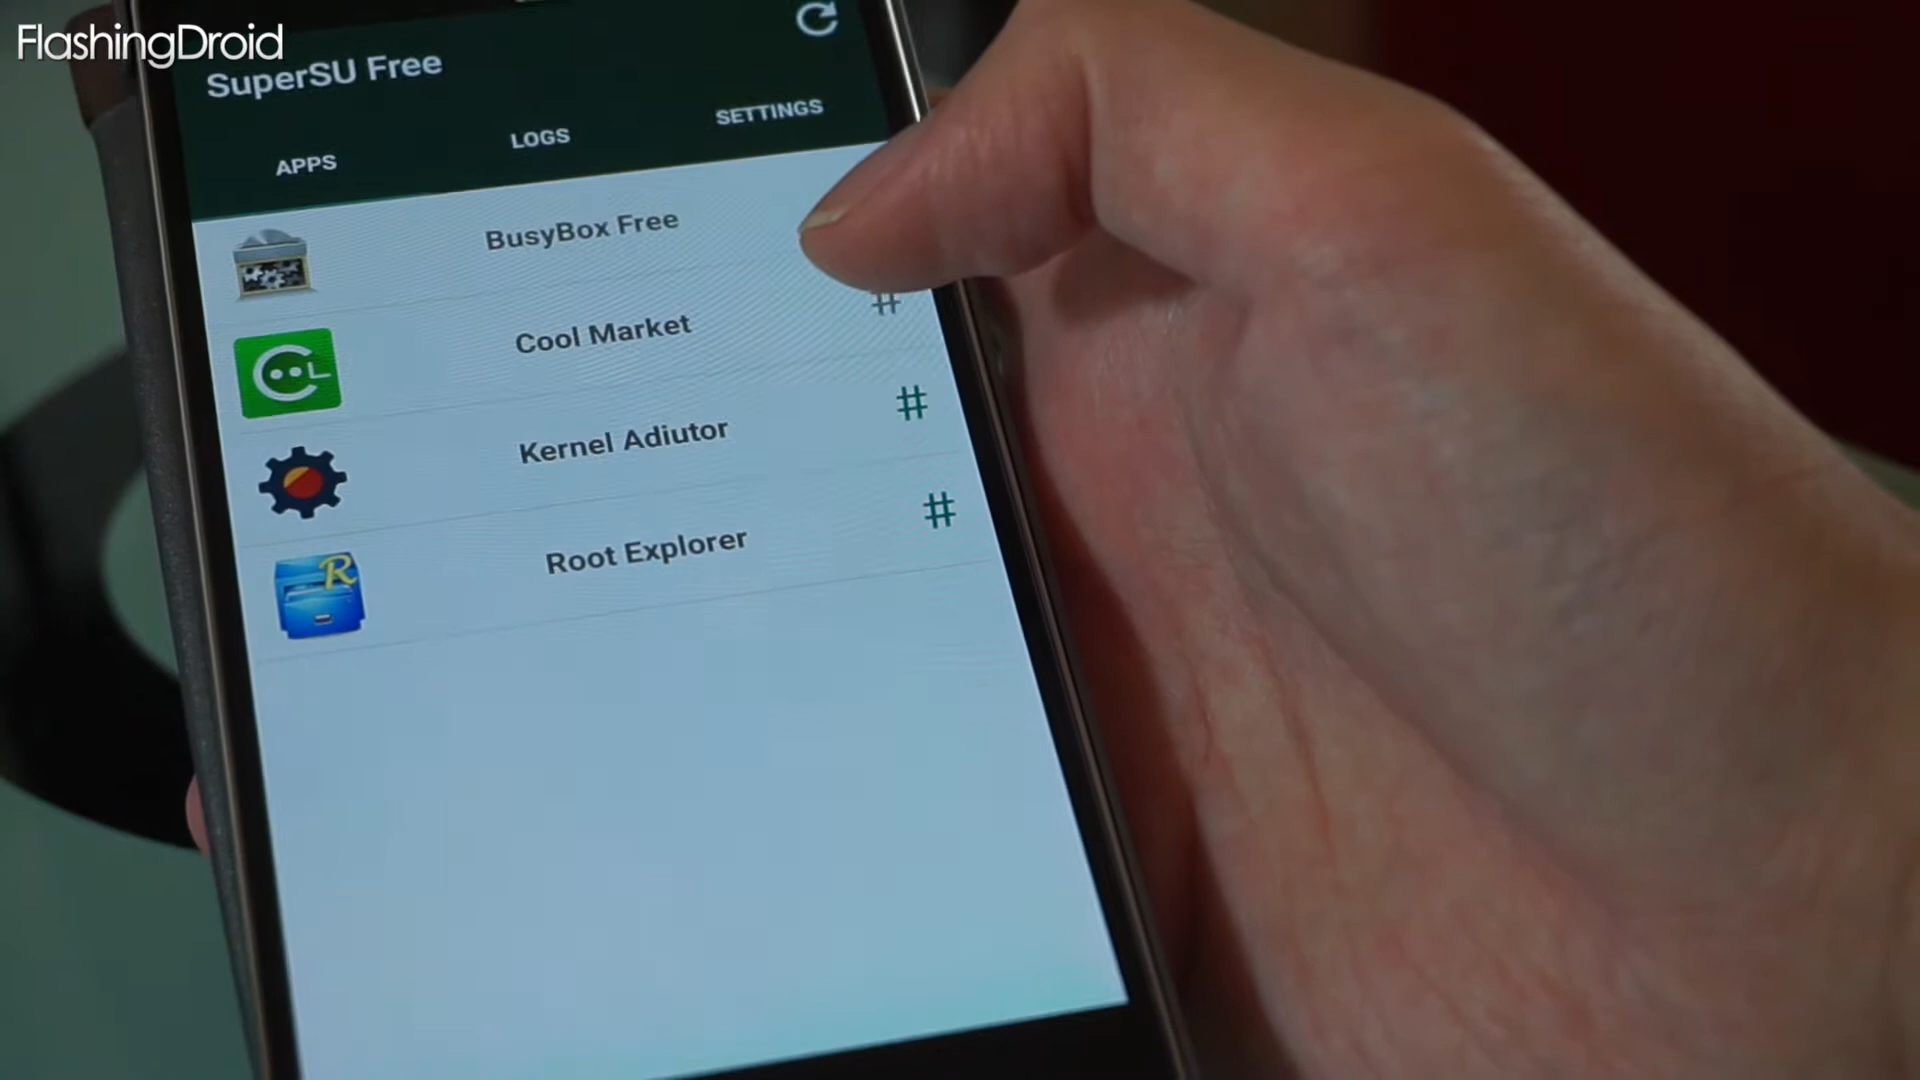 FlashingDroid
SuperSU Free
APPS
LOGS
SETTINGS
BusyBox Free
Cool Market
#
Kernel Adiutor
#
Root Explorer
#
R